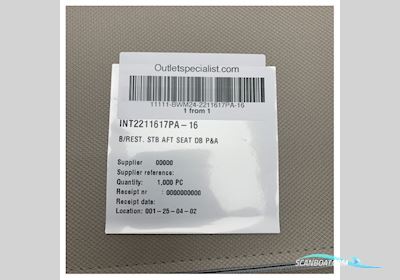 Outletspecialist.com
11111-BWM24-2211617PA-16
1 from 1
INT2211617PA-16
B/REST. STB AFT SEAT DB P&A
Supplier 00000
Supplier reference:
Quantity: 1,000 PC
Receipt nr. :0000000000
Receipt date:
Location: 001-25-04-02
SCANBOAT.COM